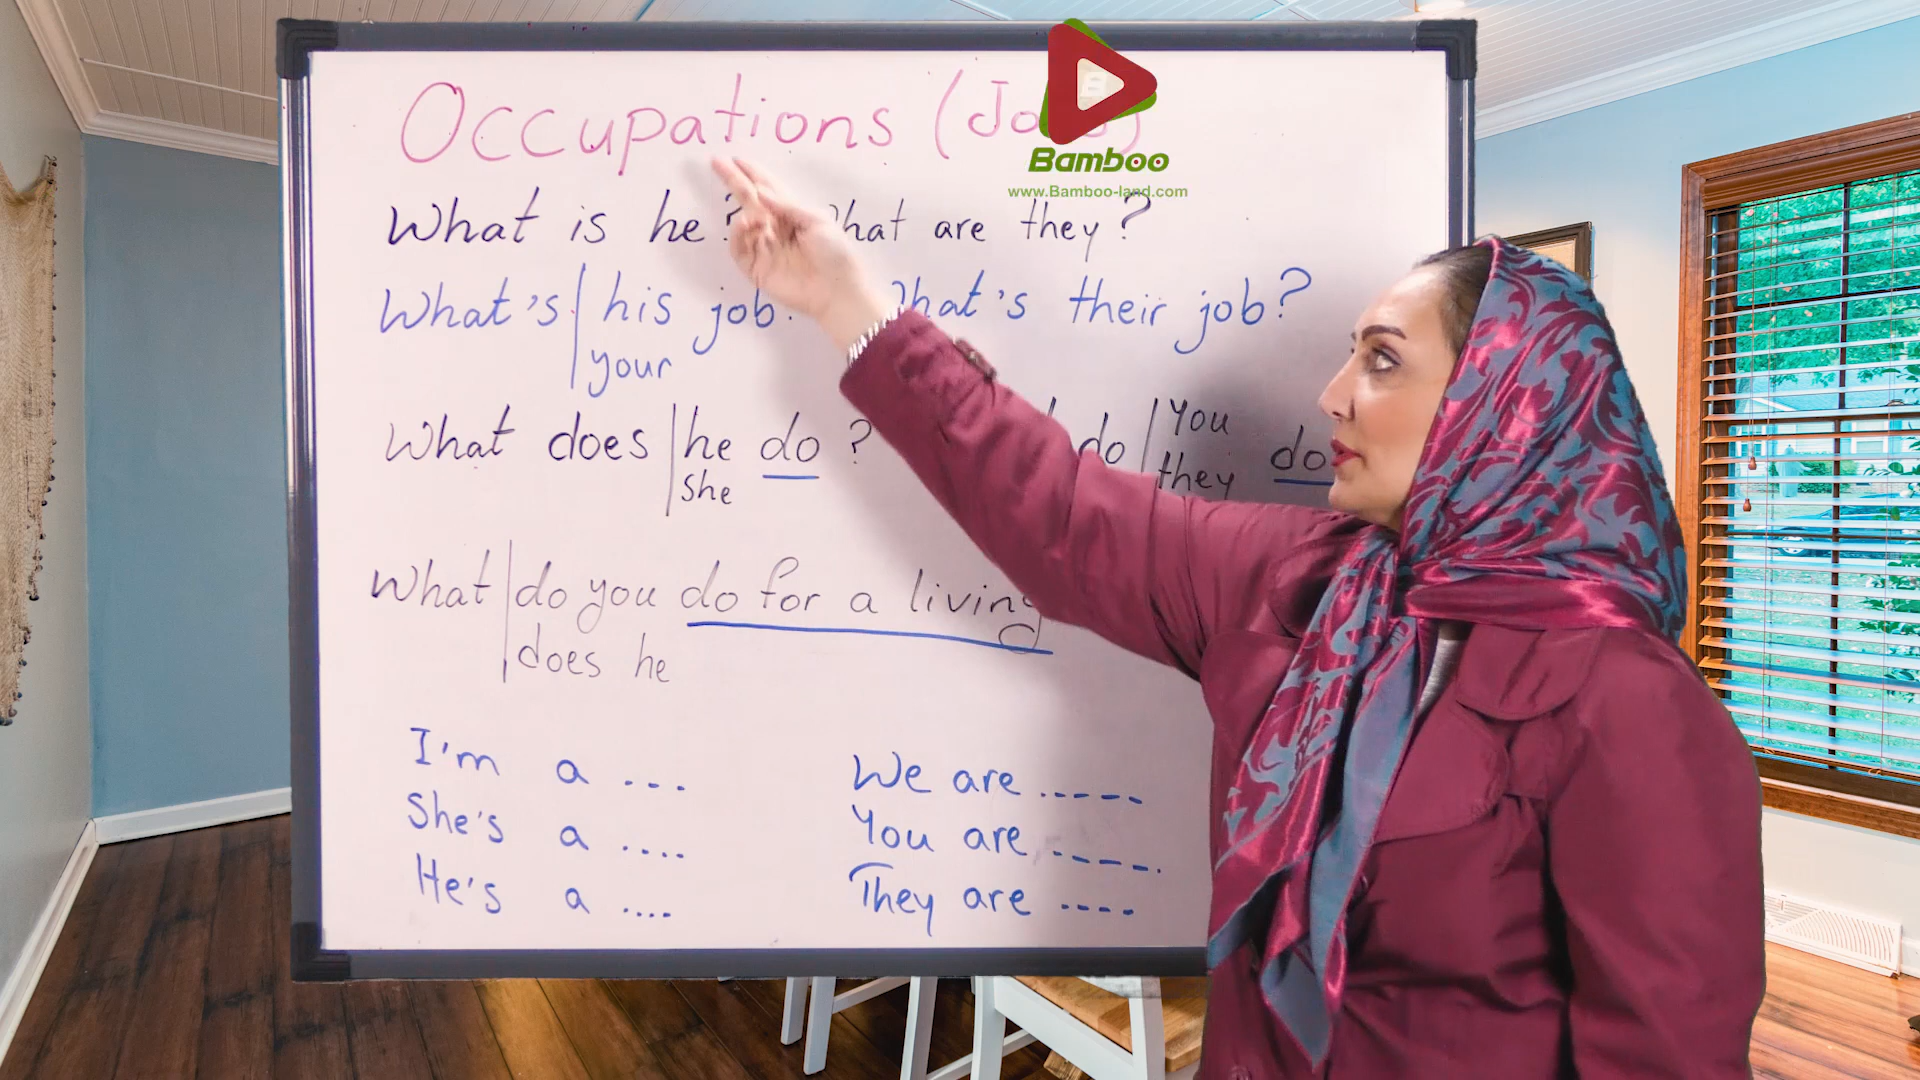 Occupations (Jo
Bamboo
www.Bamboo-land.com
What is he? What are they?
What's his job What's their job?
your
What does he do? do You do
she they
What do you do for a living
does he
I'm a ... We are .....
She's a .... You are .....
He's a .... They are ....